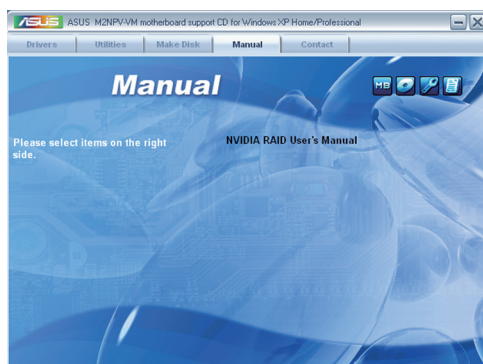 ASUS ASUS M2NPV-VM motherboard support CD for Windows XP Home/Professional
Drivers Utilities Make Disk Manual Contact
Manual
MB
Please select items on the right
side.
NVIDIA RAID User's Manual